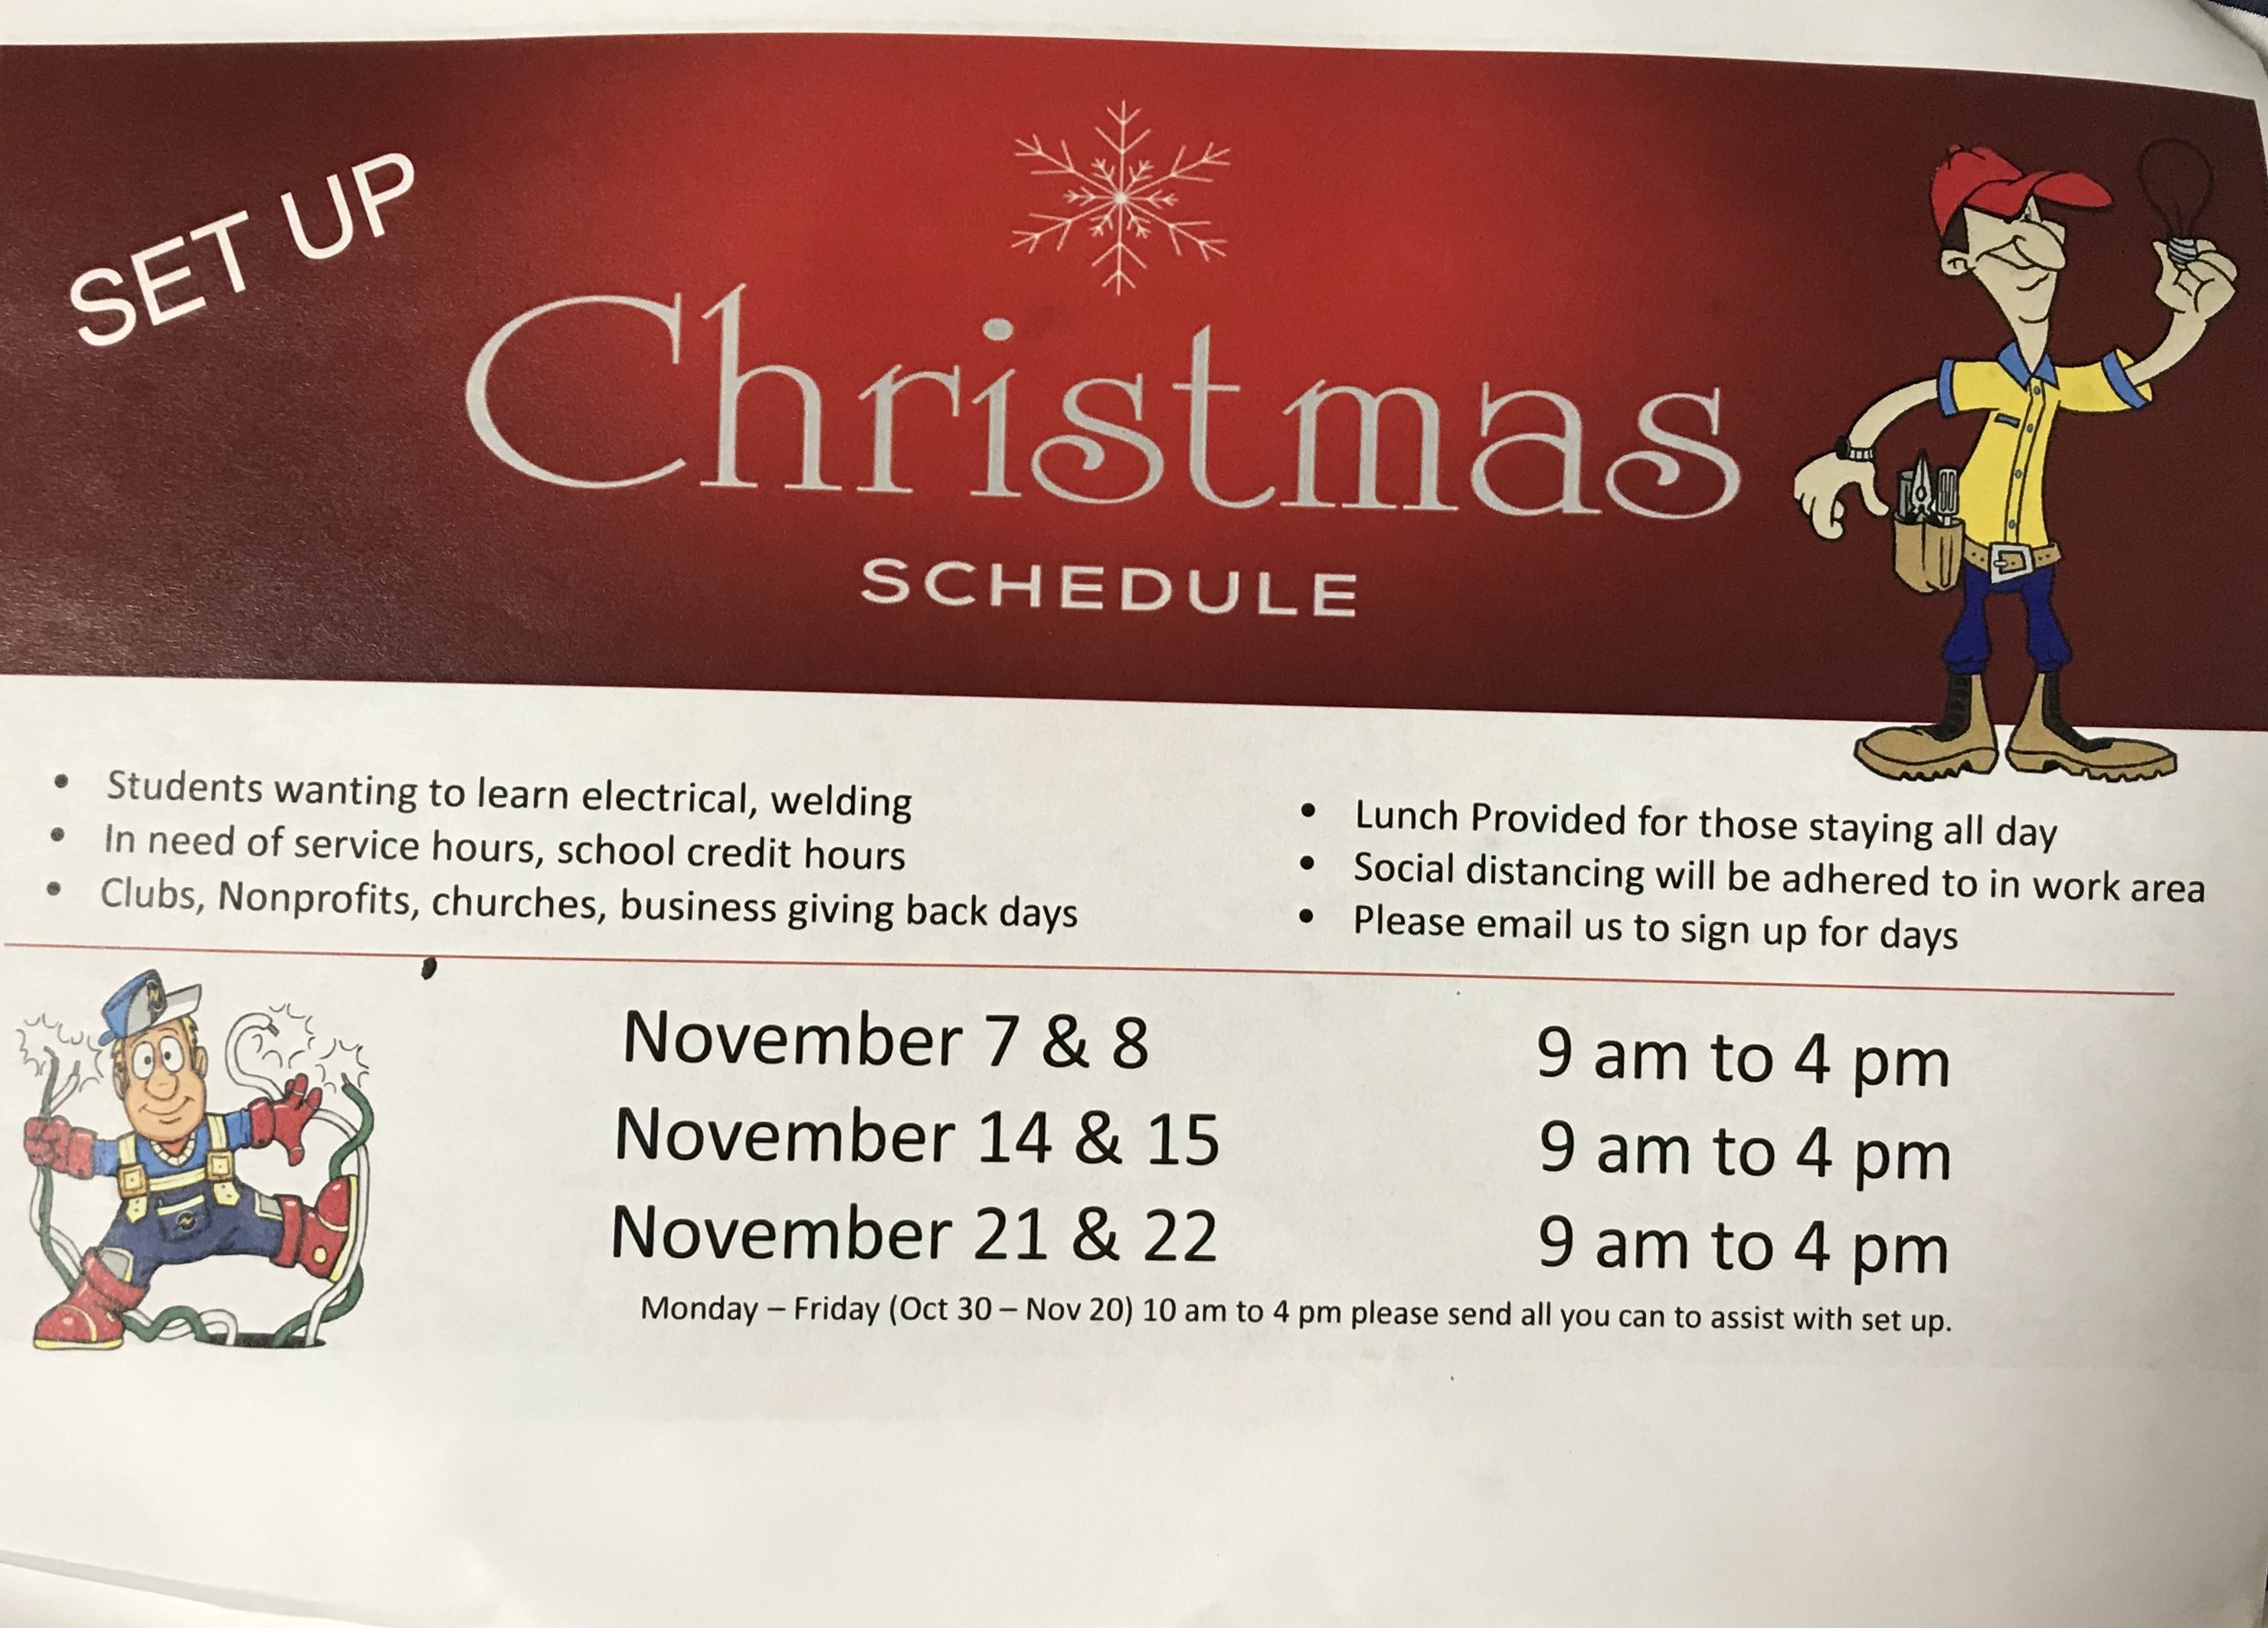 SET UP
Christmas
SCHEDULE
• Students wanting to learn electrical, welding
• In need of service hours, school credit hours
• Clubs, Nonprofits, churches, business giving back days
• Lunch Provided for those staying all day
• Social distancing will be adhered to in work area
• Please email us to sign up for days
November 7 & 8 9 am to 4 pm
November 14 & 15 9 am to 4 pm
November 21 & 22 9 am to 4 pm
Monday – Friday (Oct 30 – Nov 20) 10 am to 4 pm please send all you can to assist with set up.